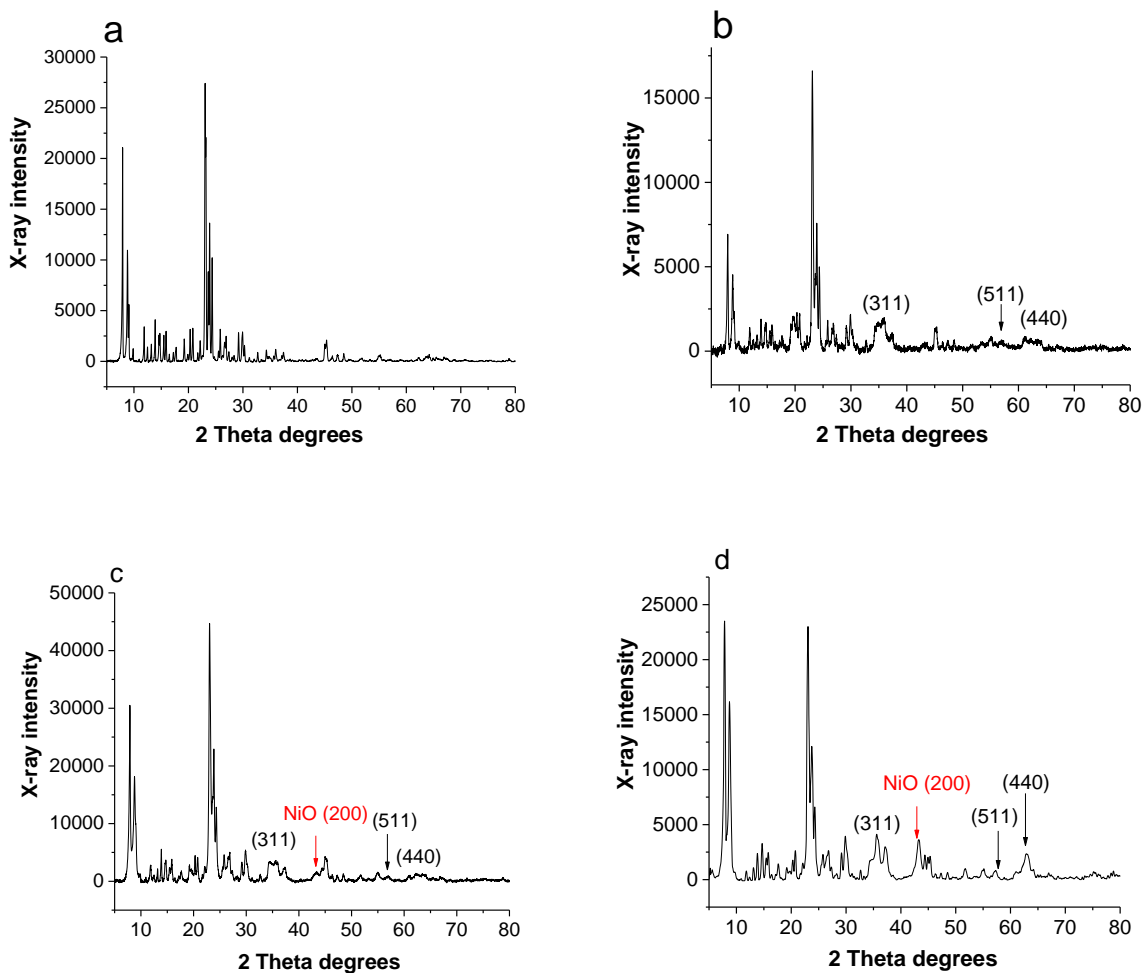 a
30000
25000
20000
15000
10000
5000
0
X-ray intensity
10 20 30 40 50 60 70 80
2 Theta degrees
b
15000
10000
5000
0
X-ray intensity
(311)
(511)
(440)
10 20 30 40 50 60 70 80
2 Theta degrees
c
50000
40000
30000
20000
10000
0
X-ray intensity
NiO (200)
(511)
(311)
(440)
10 20 30 40 50 60 70 80
2 Theta degrees
d
25000
20000
15000
10000
5000
0
X-ray intensity
NiO (200)
(440)
(511)
(311)
10 20 30 40 50 60 70 80
2 Theta degrees